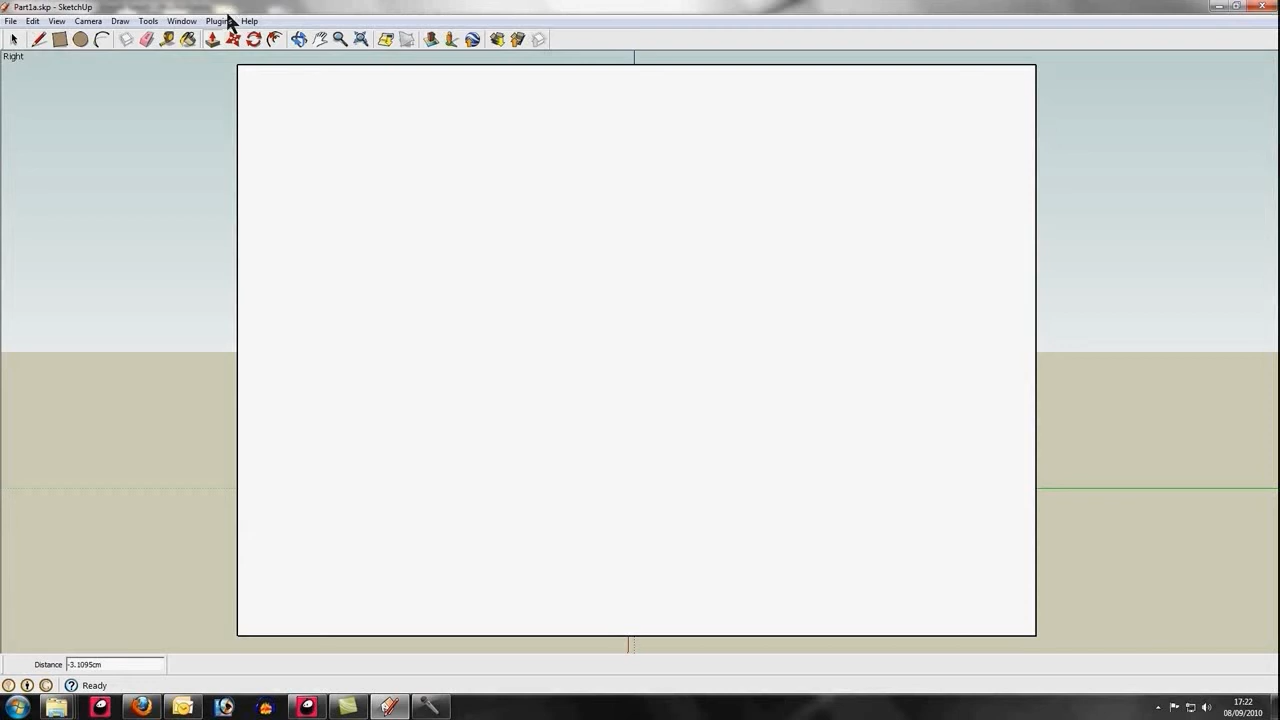 Part1a.skp - SketchUp
File Edit View Camera Draw Tools Window Plugins Help
Right
Distance -3.1095cm
Ready
17:22
08/09/2010